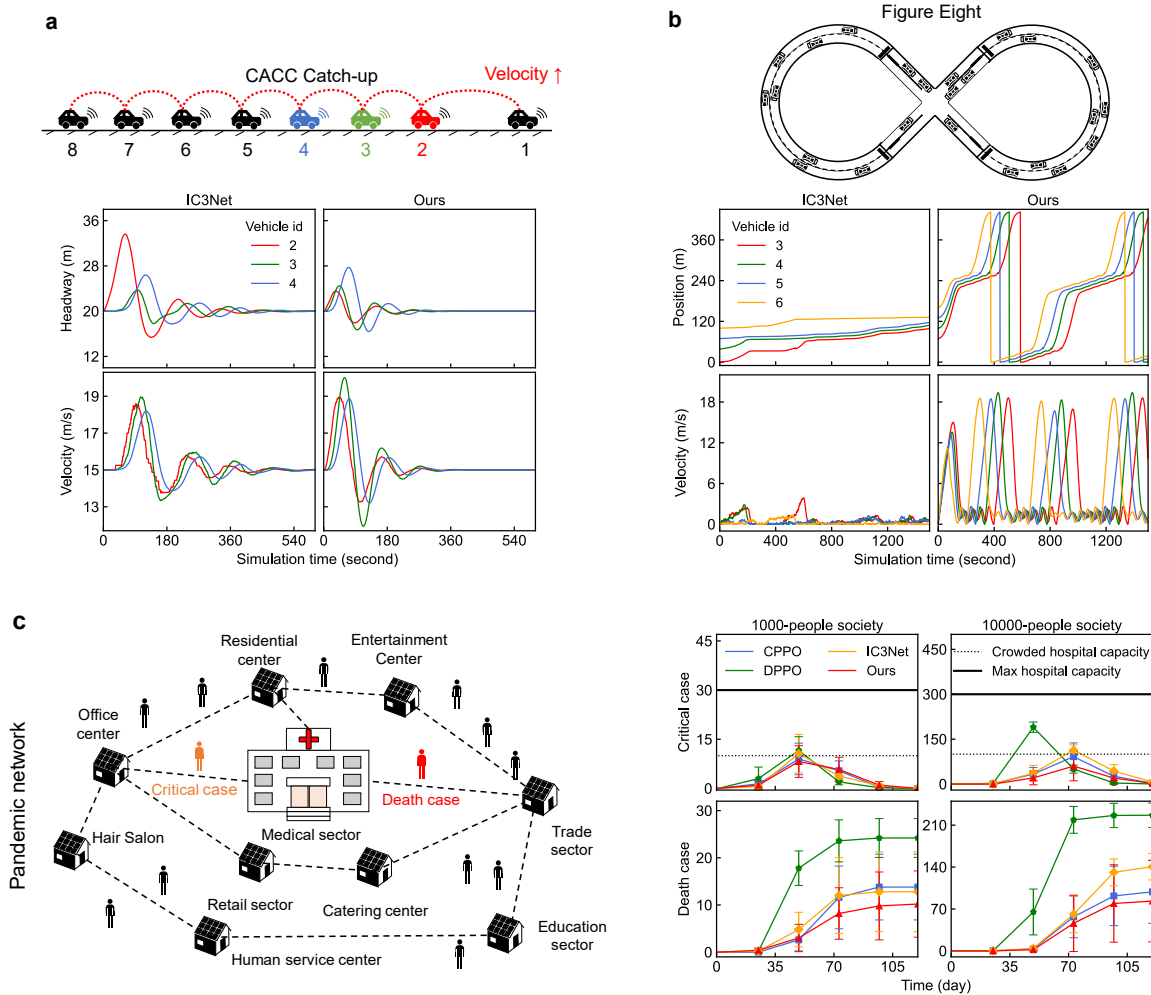 a
CACC Catch-up
Velocity ↑
8 7 6 5 4 3 2 1
IC3Net
Ours
Headway (m)
36
28
20
12
Vehicle id
2
3
4
Velocity (m/s)
19
17
15
13
0 180 360 540
0 180 360 540
Simulation time (second)
b
Figure Eight
IC3Net
Ours
Position (m)
360
240
120
0
Vehicle id
3
4
5
6
Velocity (m/s)
18
12
6
0
0 400 800 1200
0 400 800 1200
Simulation time (second)
c
Pandemic network
Residential
center
Entertainment
Center
Office
center
Critical case
Death case
Hair Salon
Medical sector
Trade
sector
Retail sector
Catering center
Education
sector
Human service center
1000-people society
10000-people society
Critical case
45
30
15
0
CPPO
DPPO
IC3Net
Ours
450
300
150
0
Crowded hospital capacity
Max hospital capacity
Death case
30
20
10
0
210
140
70
0
0 35 70 105
0 35 70 105
Time (day)